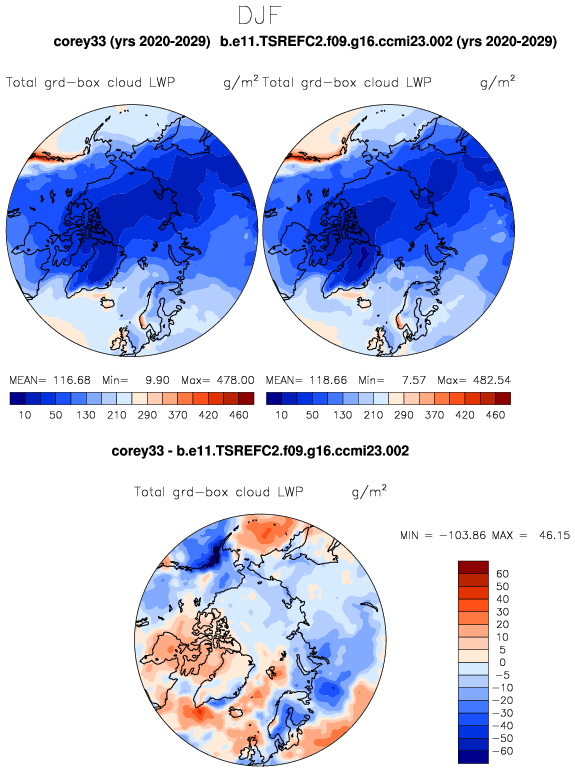 DJF
corey33 (yrs 2020-2029) b.e11.TSREFC2.f09.g16.ccmi23.002 (yrs 2020-2029)
Total grd-box cloud LWP g/m² Total grd-box cloud LWP g/m²
MEAN= 116.68 Min= 9.90 Max= 478.00 MEAN= 118.66 Min= 7.57 Max= 482.54
10 50 130 210 290 370 420 460 10 50 130 210 290 370 420 460
corey33 - b.e11.TSREFC2.f09.g16.ccmi23.002
Total grd-box cloud LWP g/m²
MIN = -103.86 MAX = 46.15
60
50
40
30
20
10
5
0
-5
-10
-20
-30
-40
-50
-60